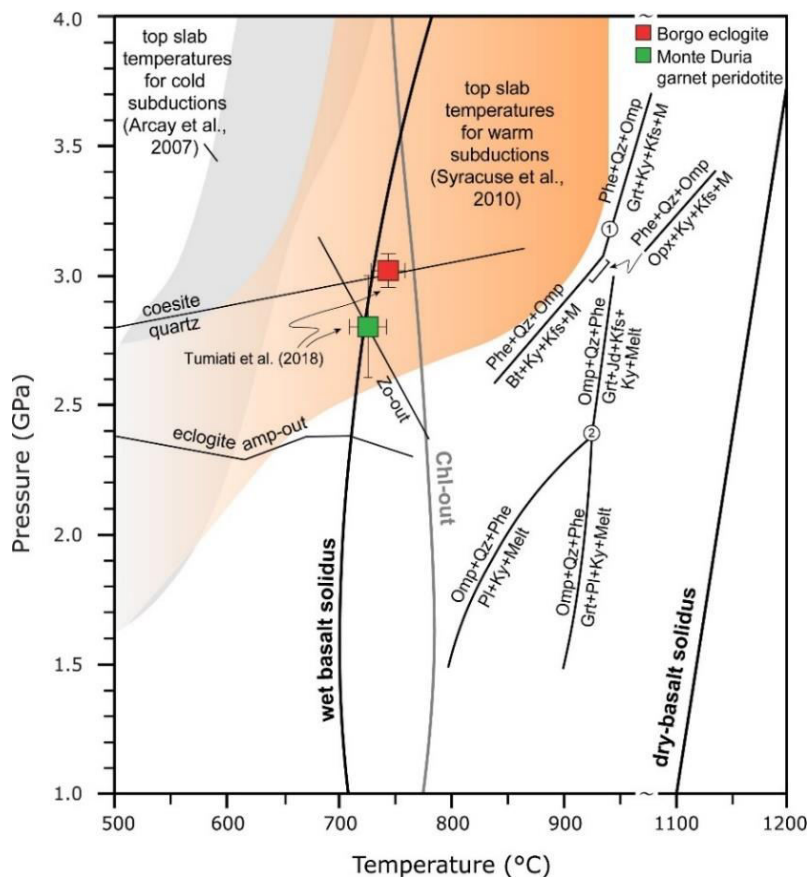 4.0
3.5
3.0
2.5
2.0
1.5
1.0
Pressure (GPa)
500
600
700
800
900
1100
1200
~
~
Temperature (°C)
Borgo eclogite
Monte Duria
garnet peridotite
top slab
temperatures
for cold
subductions
(Arcay et al.,
2007)
top slab
temperatures
for warm
subductions
(Syracuse et al.,
2010)
coesite
quartz
Tumiati et al. (2018)
Zo-out
eclogite amp-out
Chl-out
wet basalt solidus
dry-basalt solidus
Phe+Qz+Omp
Grt+Ky+Kfs+M
1
Phe+Qz+Omp
Opx+Ky+Kfs+M
Phe+Qz+Omp
Bt+Ky+Kfs+M
Omp+Qz+Phe
Grt+Jd+Kfs+
Ky+Melt
2
Omp+Qz+Phe
Pl+Ky+Melt
Omp+Qz+Phe
Grt+Pl+Ky+Melt